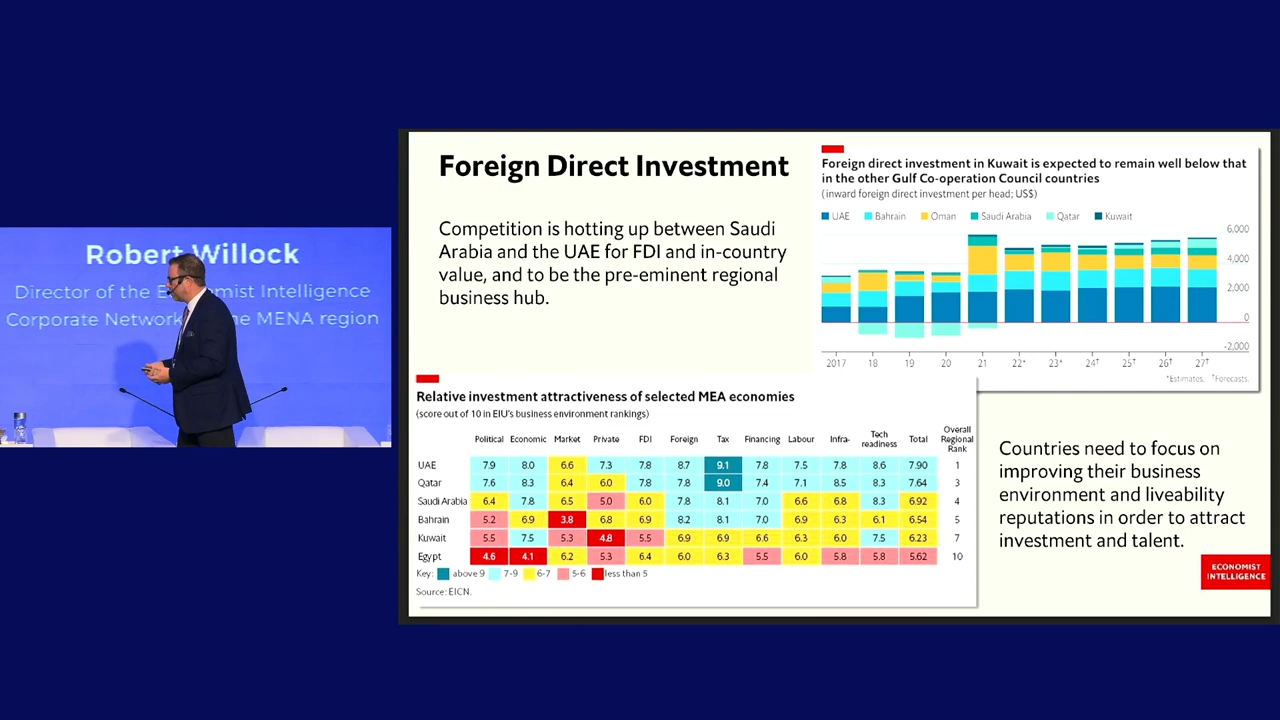 Robert Willock
Director of the Economist Intelligence
Corporate Network
MENA region
Foreign Direct Investment
Competition is hotting up between Saudi
Arabia and the UAE for FDI and in-country
value, and to be the pre-eminent regional
business hub.
Foreign direct investment in Kuwait is expected to remain well below that
in the other Gulf Co-operation Council countries
(inward foreign direct investment per head; US$)
UAE Bahrain Oman Saudi Arabia Qatar Kuwait
6,000
4,000
2,000
0
-2,000
2017 18 19 20 21 22* 23* 24† 25† 26† 27†
*Estimates. †Forecasts.
Relative investment attractiveness of selected MEA economies
(score out of 10 in EIU's business environment rankings)
Political Economic Market Private FDI Foreign Tax Financing Labour Infra- Tech readiness Total Overall Regional Rank
UAE 7.9 8.0 6.6 7.3 7.8 8.7 9.1 7.8 7.5 7.8 8.6 7.90 1
Qatar 7.6 8.3 6.4 6.0 7.8 7.8 9.0 7.4 7.1 8.5 8.3 7.64 3
Saudi Arabia 6.4 7.8 6.5 5.0 6.0 7.8 8.1 7.0 6.6 6.8 8.3 6.92 4
Bahrain 5.2 6.9 3.8 6.8 6.9 8.2 8.1 7.0 6.9 6.3 6.1 6.54 5
Kuwait 5.5 7.5 5.3 4.8 5.5 6.9 6.9 6.6 6.3 6.0 7.5 6.23 7
Egypt 4.6 4.1 6.2 5.3 6.4 6.0 6.3 5.5 6.0 5.8 5.8 5.62 10
Key: above 9 7-9 6-7 5-6 less than 5
Source: EICN.
Countries need to focus on
improving their business
environment and liveability
reputations in order to attract
investment and talent.
ECONOMIST
INTELLIGENCE